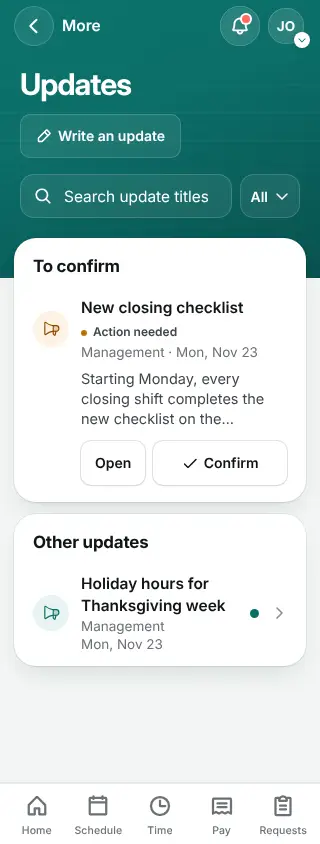 More
JO
Updates
Write an update
Search update titles
All
To confirm
New closing checklist
Action needed
Management · Mon, Nov 23
Starting Monday, every
closing shift completes the
new checklist on the...
Open
Confirm
Other updates
Holiday hours for
Thanksgiving week
Management
Mon, Nov 23
Home
Schedule
Time
Pay
Requests